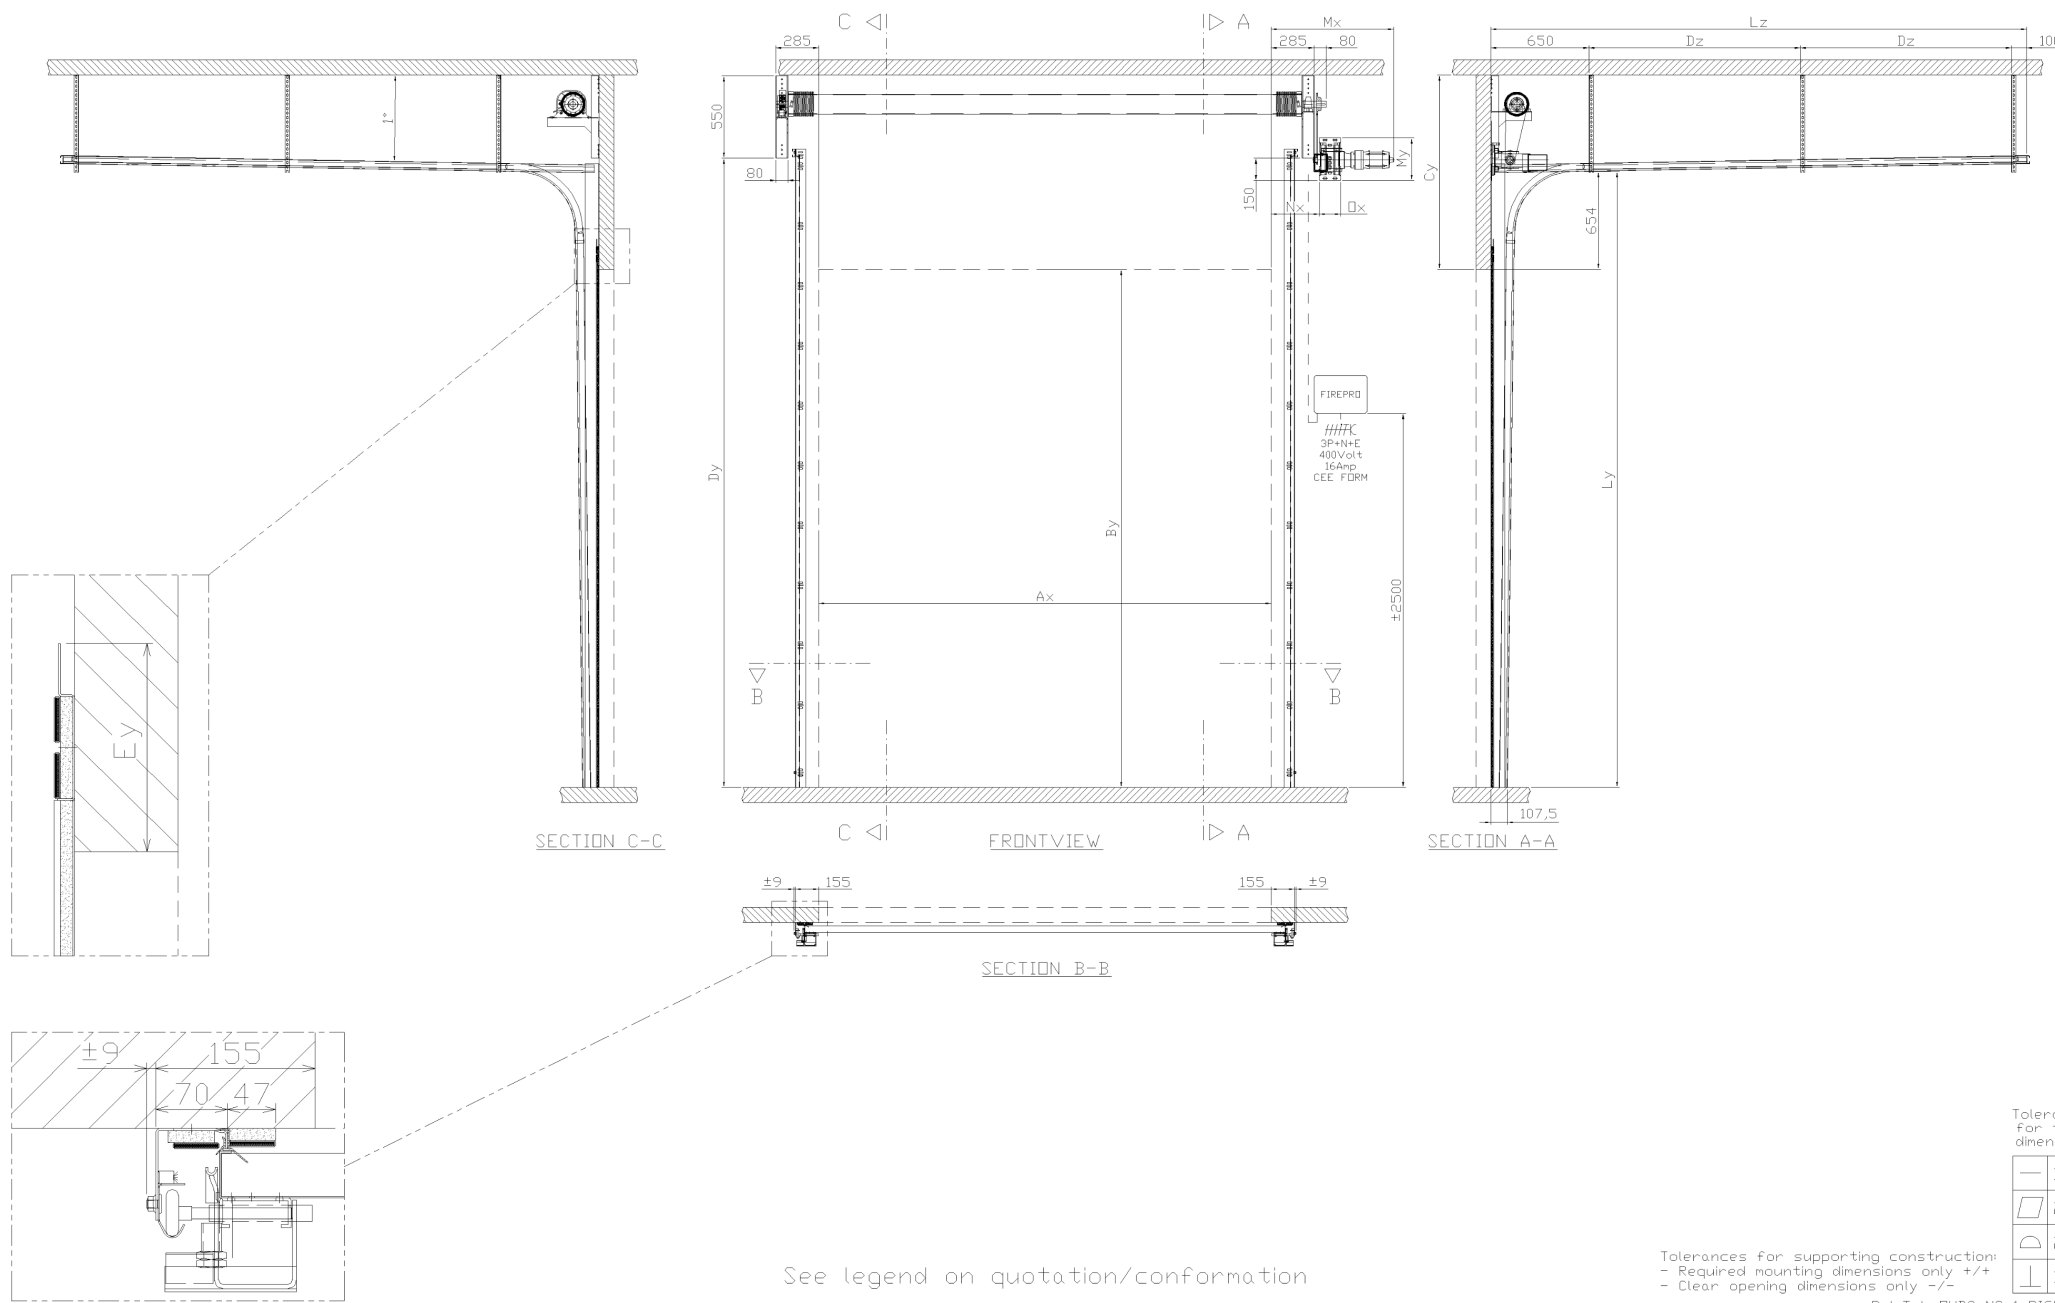 C
A
Mx
Lz
285
285
80
650
Dz
Dz
550
1°
My
Cy
80
150
Nx
Ox
654
FIREPRO
3P+N+E
400Volt
16Amp
CEE FORM
Dy
By
Ly
Ax
±2500
B
B
Ey
107,5
C
A
SECTION C-C
FRONTVIEW
SECTION A-A
±9
155
155
±9
SECTION B-B
±9
155
70
47
See legend on quotation/conformation
Tolerances for supporting construction:
- Required mounting dimensions only +/+
- Clear opening dimensions only -/-